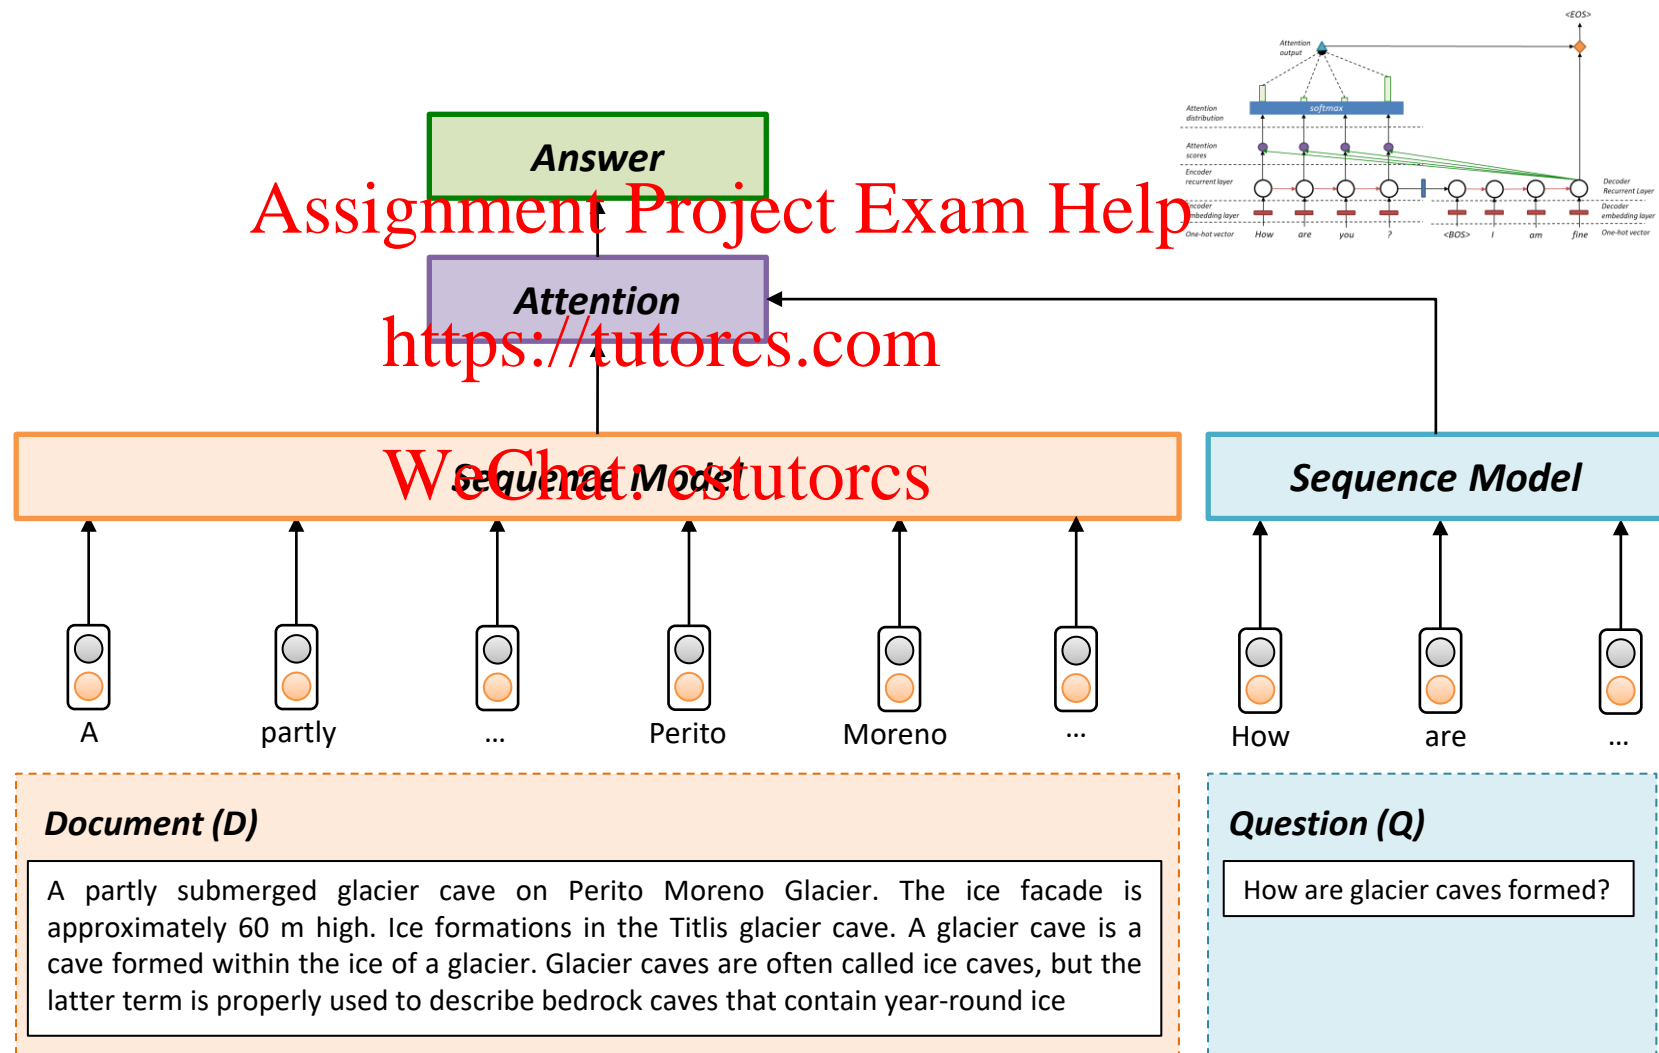 <EOS>
Attention
output
Attention
distribution
softmax
Attention
scores
Encoder
recurrent layer
Decoder
Recurrent Layer
Encoder
embedding layer
Decoder
embedding layer
One-hot vector
How are you ? <BOS> I am fine
One-hot vector
Answer
Assignment Project Exam Help
Attention
https://tutorcs.com
Sequence Model
WeChat: cstutorcs
Sequence Model
A partly ... Perito Moreno ... How are ...
Document (D)
A partly submerged glacier cave on Perito Moreno Glacier. The ice facade is
approximately 60 m high. Ice formations in the Titlis glacier cave. A glacier cave is a
cave formed within the ice of a glacier. Glacier caves are often called ice caves, but the
latter term is properly used to describe bedrock caves that contain year-round ice
Question (Q)
How are glacier caves formed?